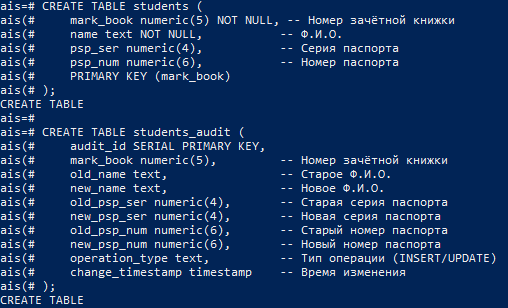 ais=# CREATE TABLE students (
ais(#     mark_book numeric(5) NOT NULL, -- Номер зачётной книжки
ais(#     name text NOT NULL,           -- Ф.И.О.
ais(#     psp_ser numeric(4),           -- Серия паспорта
ais(#     psp_num numeric(6),           -- Номер паспорта
ais(#     PRIMARY KEY (mark_book)
ais(# );
CREATE TABLE
ais=#
ais=# CREATE TABLE students_audit (
ais(#     audit_id SERIAL PRIMARY KEY,
ais(#     mark_book numeric(5),         -- Номер зачётной книжки
ais(#     old_name text,                -- Старое Ф.И.О.
ais(#     new_name text,                -- Новое Ф.И.О.
ais(#     old_psp_ser numeric(4),       -- Старая серия паспорта
ais(#     new_psp_ser numeric(4),       -- Новая серия паспорта
ais(#     old_psp_num numeric(6),       -- Старый номер паспорта
ais(#     new_psp_num numeric(6),       -- Новый номер паспорта
ais(#     operation_type text,          -- Тип операции (INSERT/UPDATE)
ais(#     change_timestamp timestamp    -- Время изменения
ais(# );
CREATE TABLE